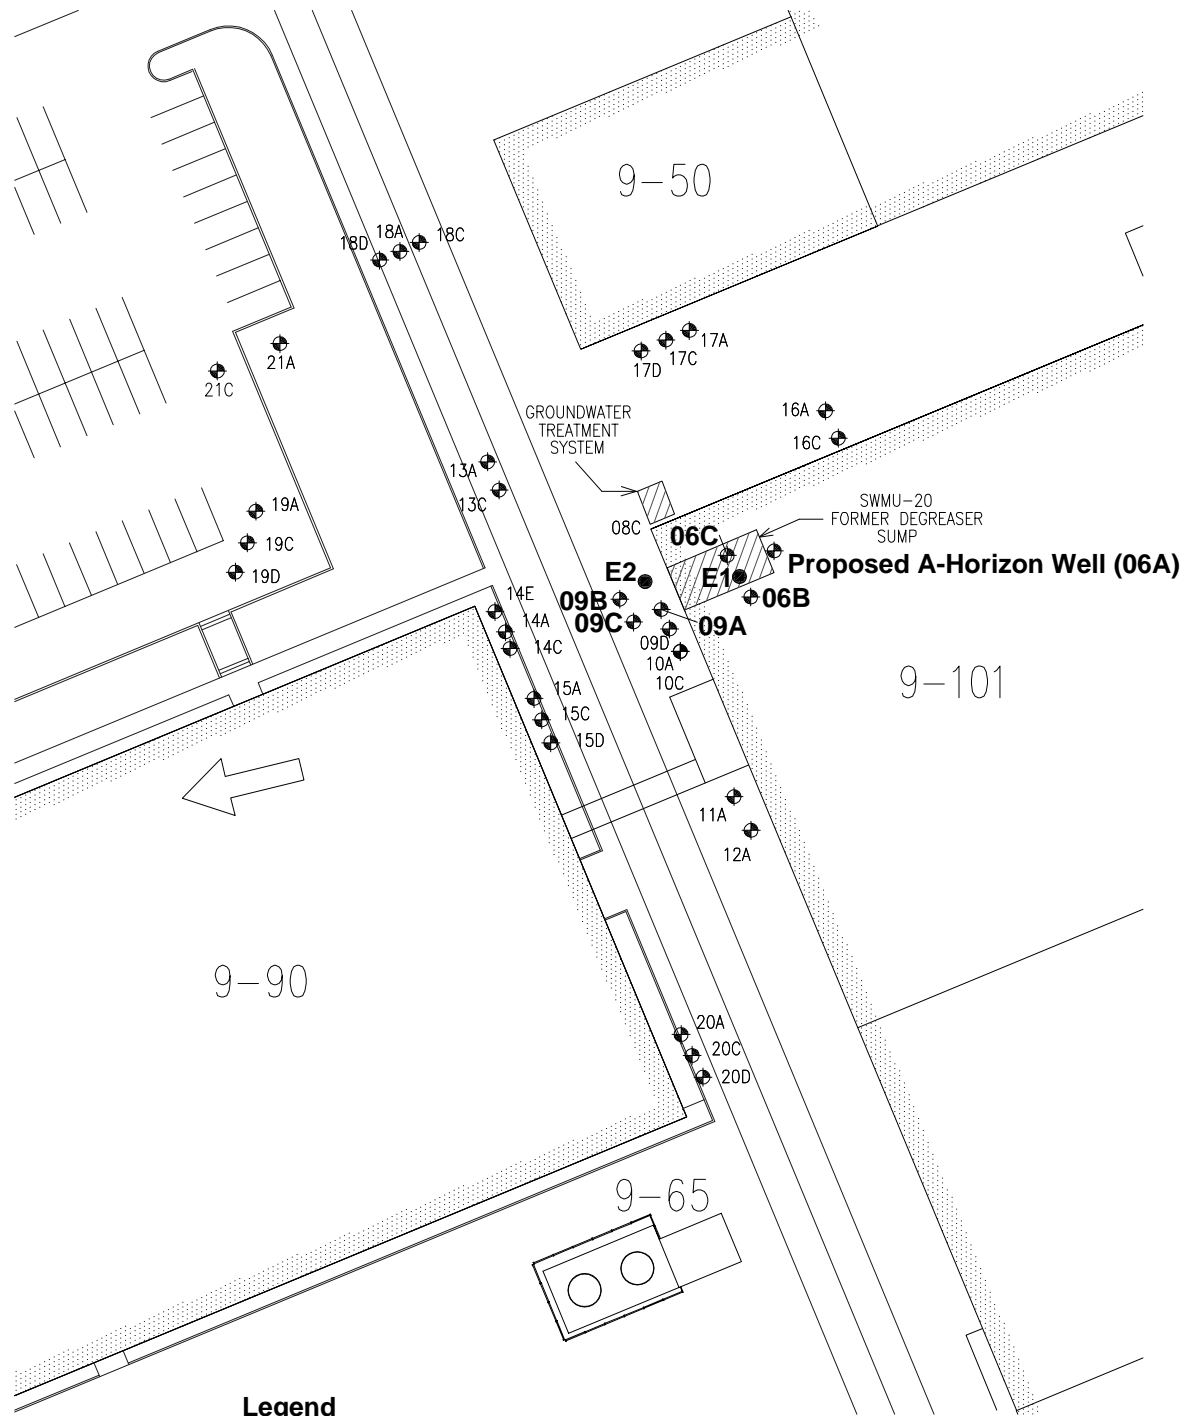 9-50
18D
18A
18C
17A
17C
17D
21A
21C
GROUNDWATER
TREATMENT
SYSTEM
16A
16C
13A
13C
SWMU-20
FORMER DEGREASER
SUMP
19A
19C
19D
08C
06C
Proposed A-Horizon Well (06A)
E2
E1
06B
09B
09C
09A
09D
10A
10C
14E
14A
14C
9-101
15A
15C
15D
11A
12A
9-90
20A
20C
20D
9-65
Legend